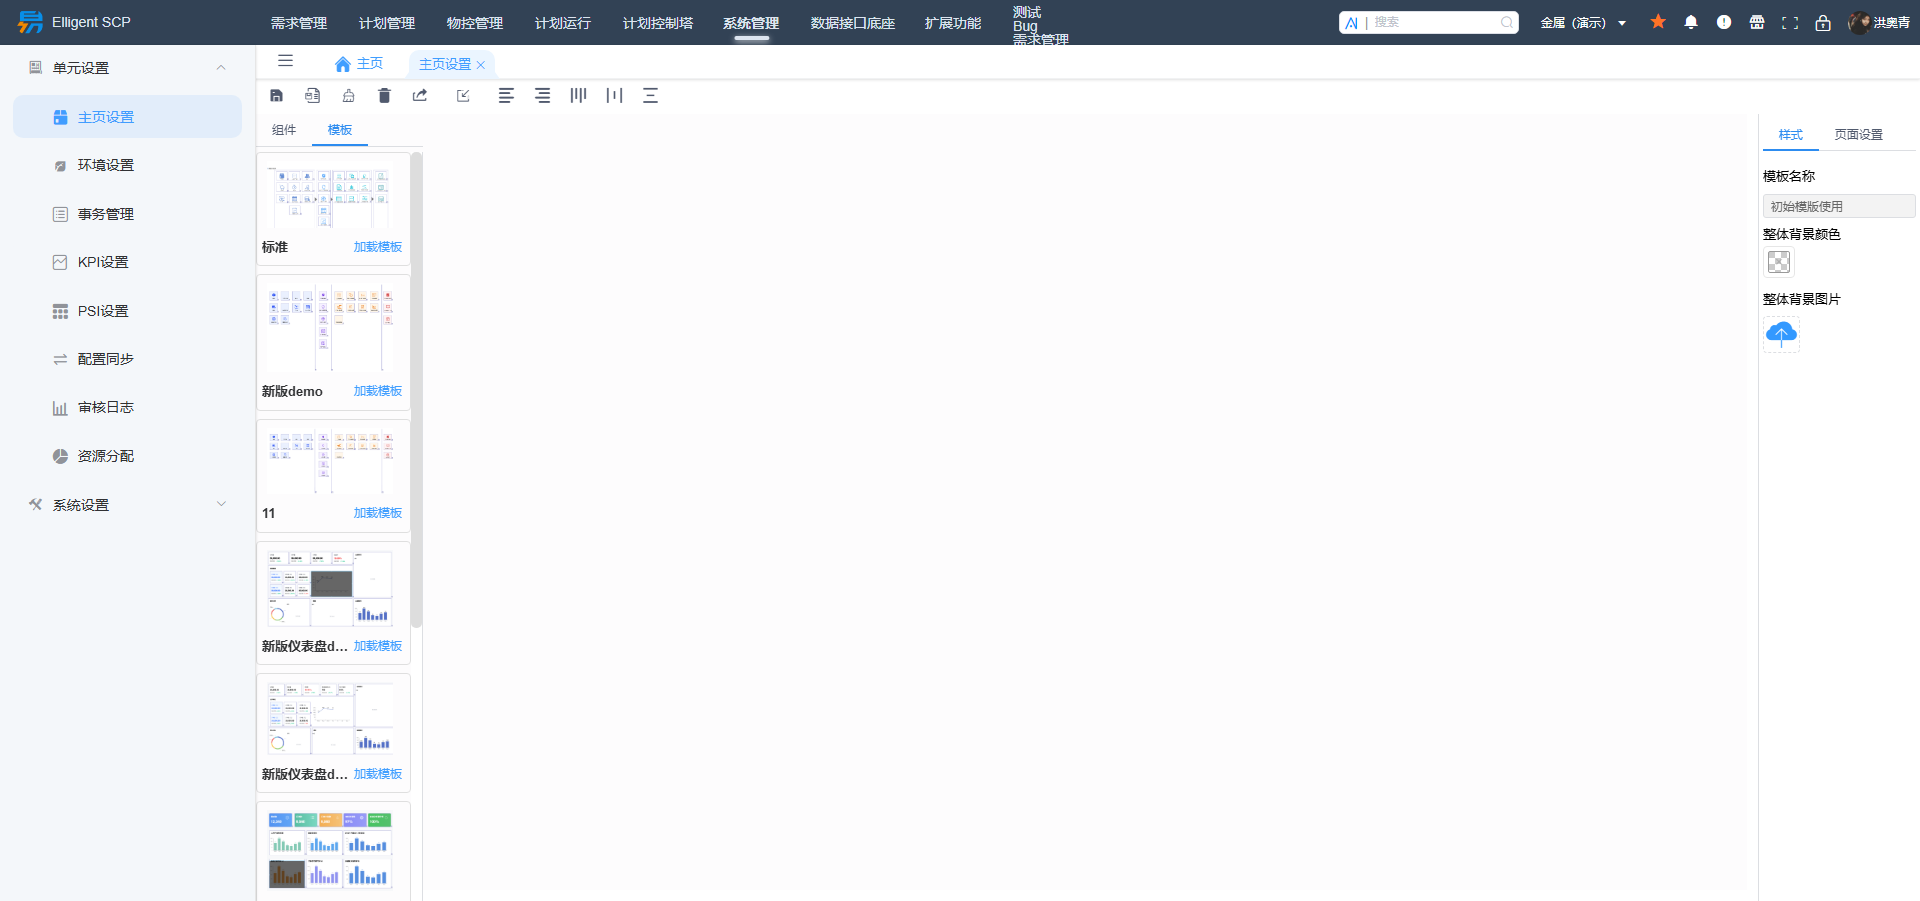 Elligent SCP
需求管理
计划管理
物控管理
计划运行
计划控制塔
系统管理
数据接口底座
扩展功能
测试
Bug
需求管理
AI | 搜索
金属（演示）
洪奥青
单元设置
主页设置
环境设置
事务管理
KPI设置
PSI设置
配置同步
审核日志
资源分配
系统设置
主页
主页设置
组件
模板
标准
加载模板
新版demo
加载模板
11
加载模板
新版仪表盘d...
加载模板
新版仪表盘d...
加载模板
样式
页面设置
模板名称
初始模版使用
整体背景颜色
整体背景图片